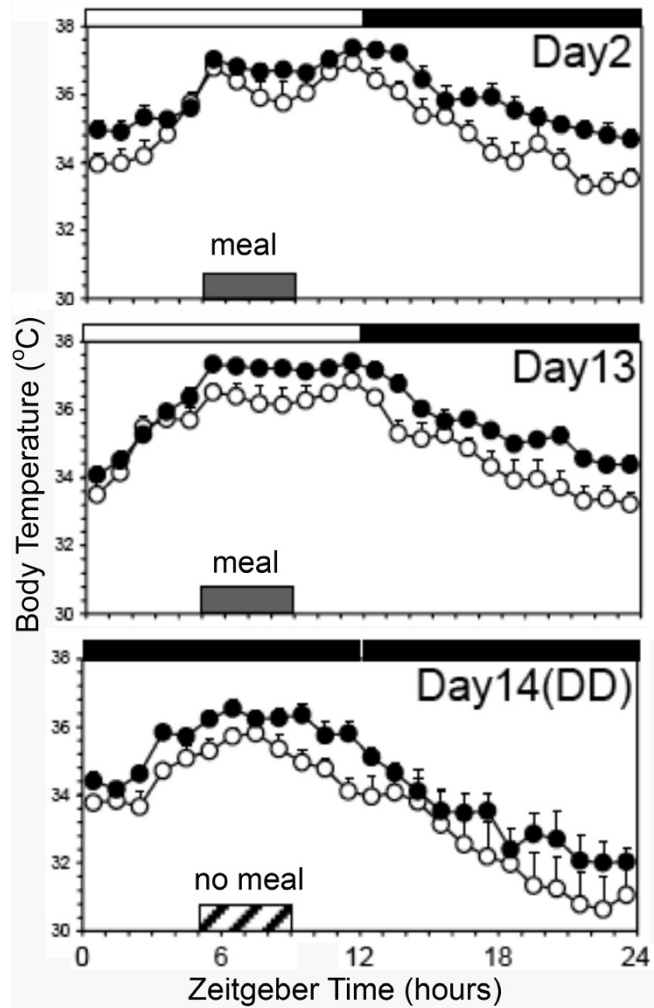 38
Day2
36
34
32
meal
30
38
Day13
36
34
32
meal
30
38
Day14(DD)
36
34
32
no meal
30
0 6 12 18 24
Zeitgeber Time (hours)
Body Temperature (°C)